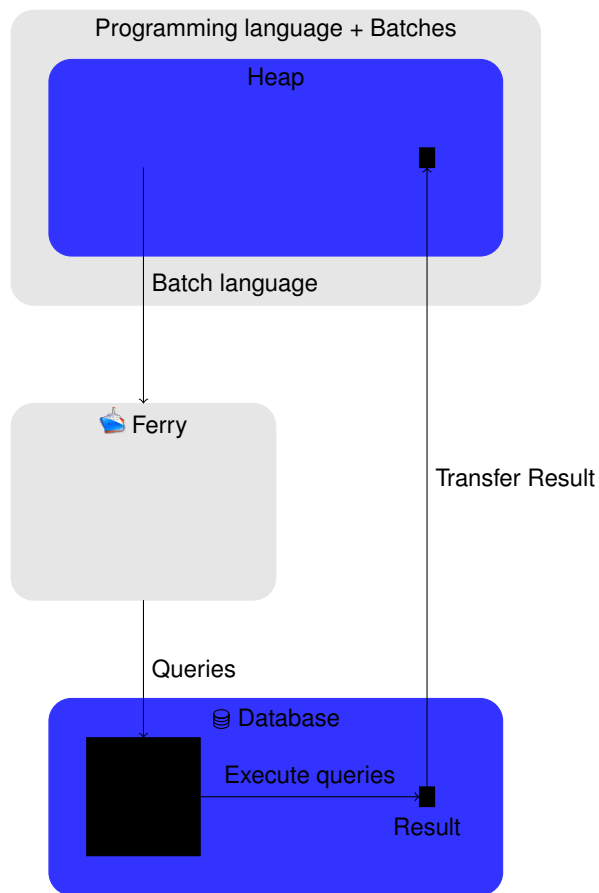 Programming language + Batches
Heap
Batch language
Ferry
Transfer Result
Queries
Database
Execute queries
Result